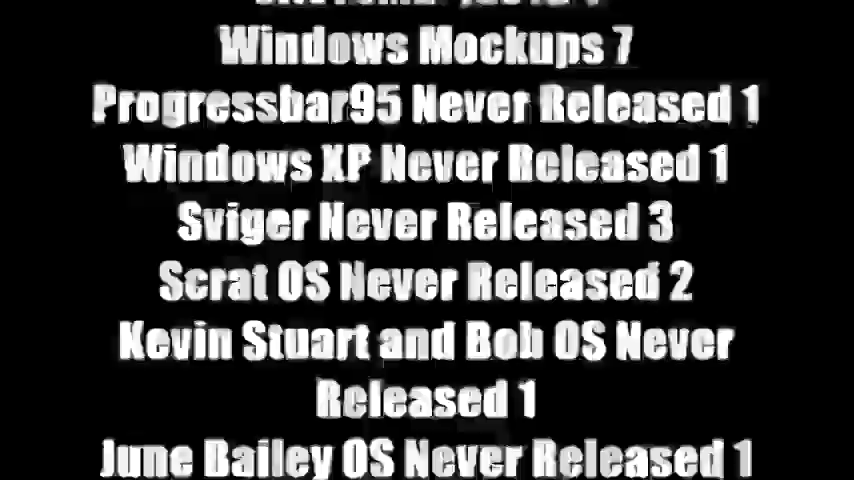 Windows Mockups 7
Progressbar95 Never Released 1
Windows XP Never Released 1
Sviger Never Released 3
Scrat OS Never Released 2
Kevin Stuart and Bob OS Never
Released 1
June Bailey OS Never Released 1